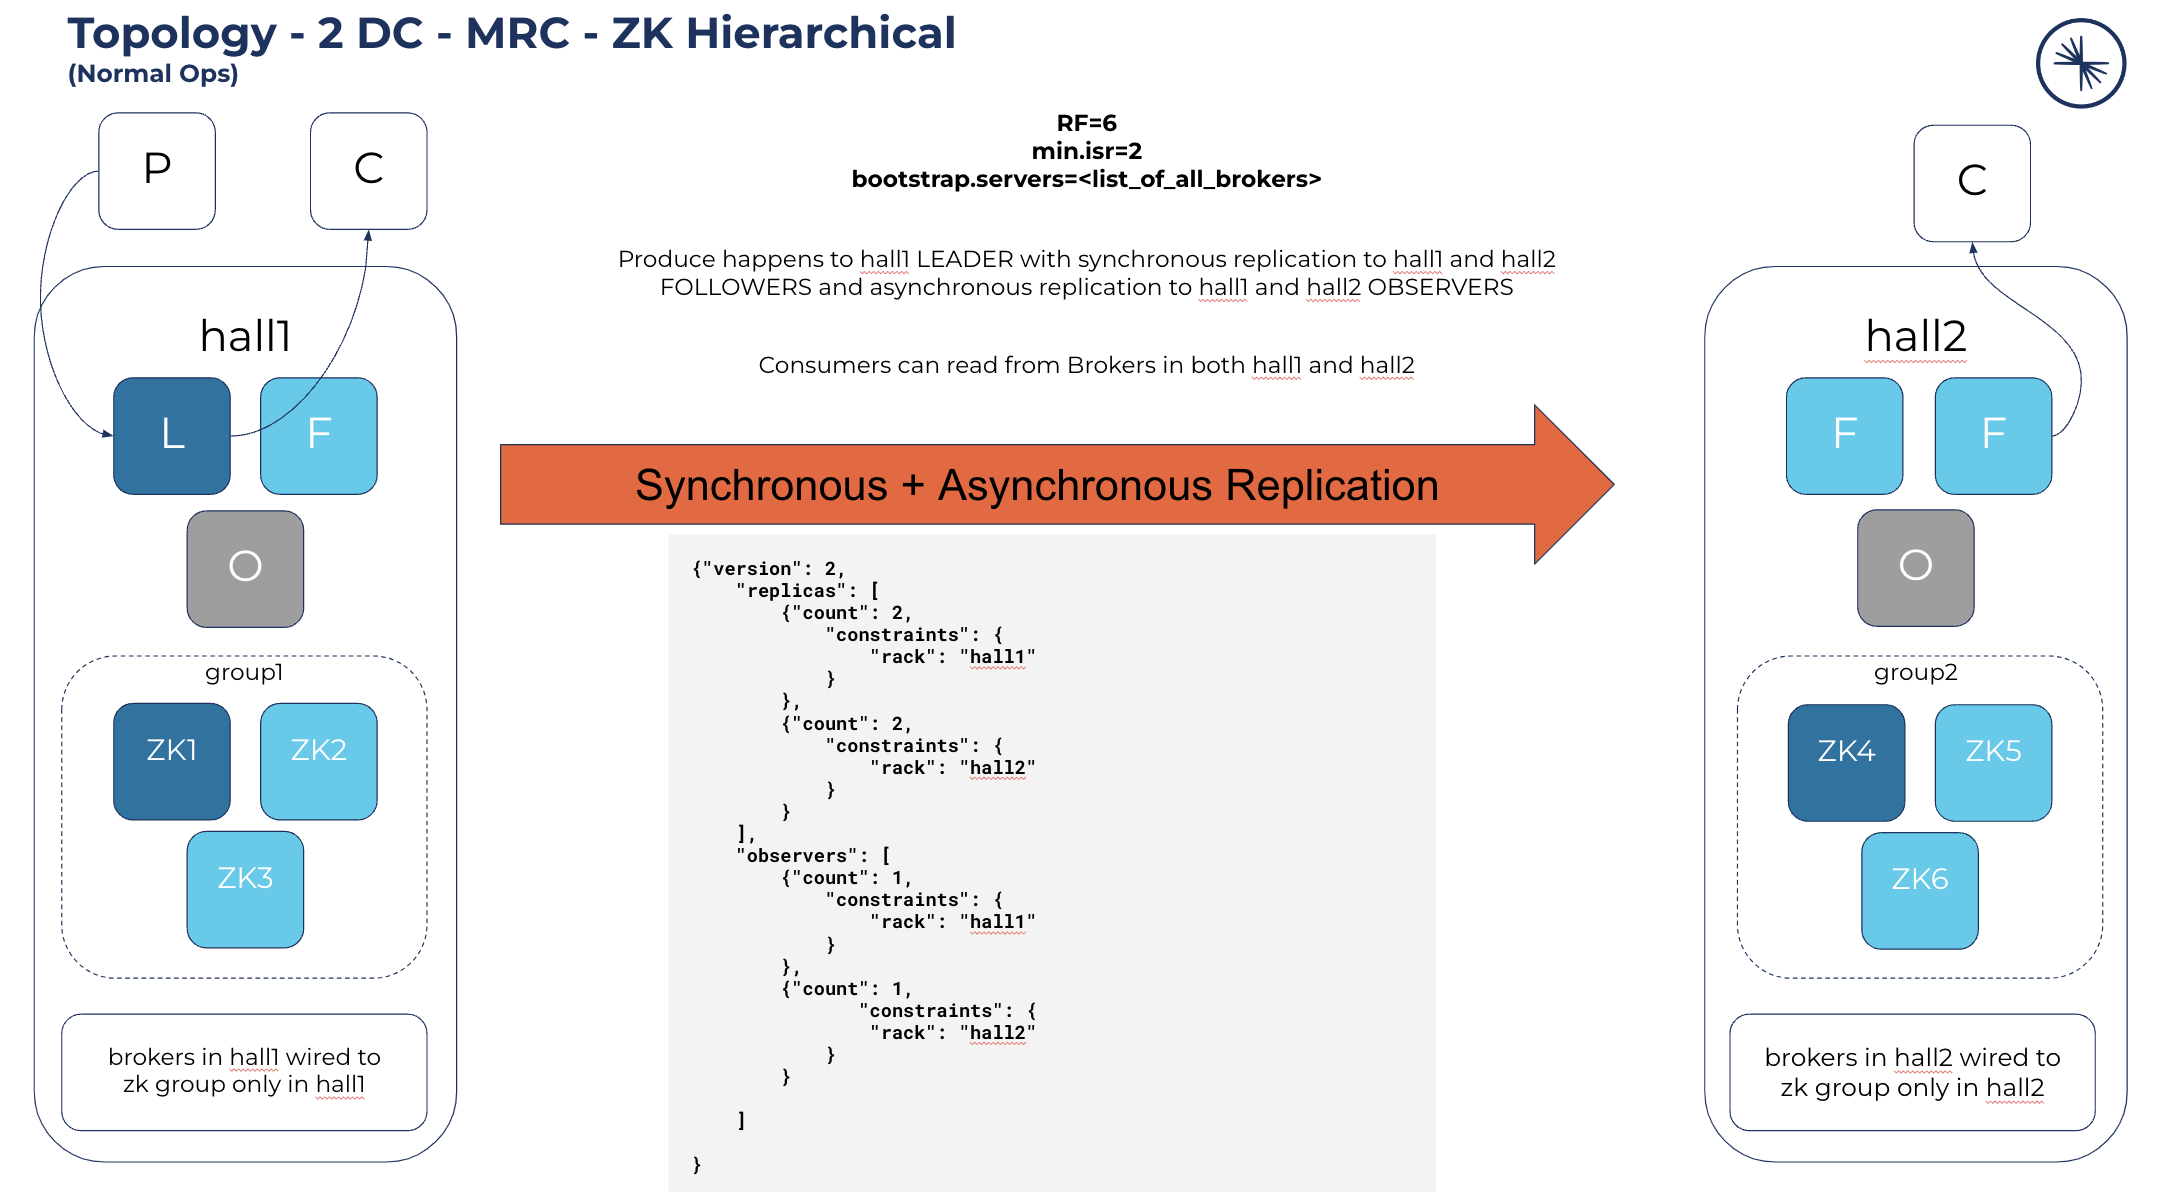 Topology - 2 DC - MRC - ZK Hierarchical
(Normal Ops)
P
C
RF=6
min.isr=2
bootstrap.servers=<list_of_all_brokers>
C
Produce happens to hall1 LEADER with synchronous replication to hall1 and hall2
FOLLOWERS and asynchronous replication to hall1 and hall2 OBSERVERS
Consumers can read from Brokers in both hall1 and hall2
hall1
L
F
O
group1
ZK1
ZK2
ZK3
brokers in hall1 wired to
zk group only in hall1
Synchronous + Asynchronous Replication
{"version": 2,
    "replicas": [
        {"count": 2,
            "constraints": {
                "rack": "hall1"
            }
        },
        {"count": 2,
            "constraints": {
                "rack": "hall2"
            }
        }
    ],
    "observers": [
        {"count": 1,
            "constraints": {
                "rack": "hall1"
            }
        },
        {"count": 1,
               "constraints": {
                "rack": "hall2"
            }
        }
    ]
}
hall2
F
F
O
group2
ZK4
ZK5
ZK6
brokers in hall2 wired to
zk group only in hall2